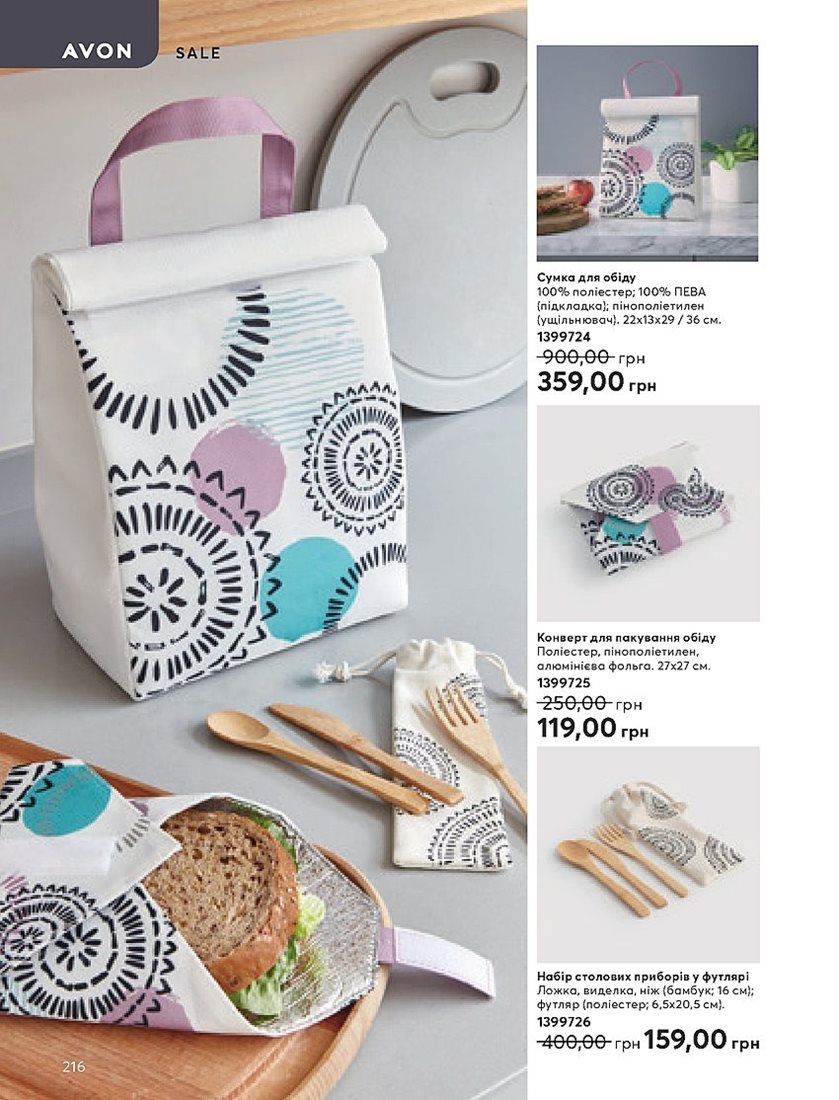 AVON
SALE
Сумка для обіду
100% поліестер; 100% ПЕВА
(підкладка); пінополіетилен
(ущільнювач). 22x13x29 / 36 см.
1399724
900,00 грн
359,00 грн
Конверт для пакування обіду
Поліестер, пінополіетилен,
алюмінієва фольга. 27x27 см.
1399725
250,00 грн
119,00 грн
Набір столових приборів у футлярі
Ложка, виделка, ніж (бамбук; 16 см);
футляр (поліестер; 6,5x20,5 см).
1399726
400,00 грн 159,00 грн
216